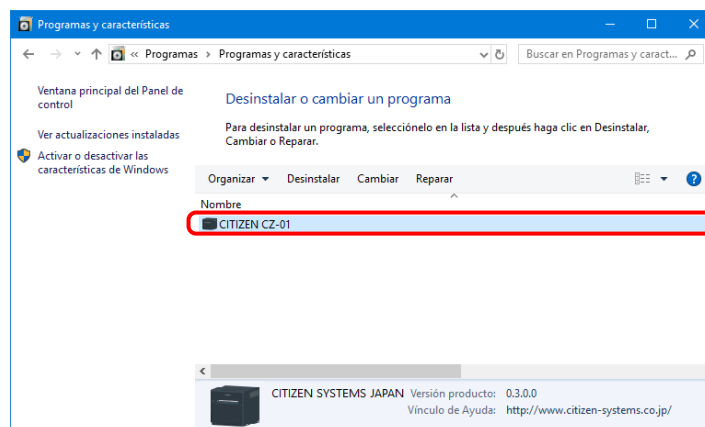 Programas y características
« Programas > Programas y características
Buscar en Programas y caract...
Ventana principal del Panel de
control
Ver actualizaciones instaladas
Activar o desactivar las
características de Windows
Desinstalar o cambiar un programa
Para desinstalar un programa, selecciónelo en la lista y después haga clic en Desinstalar,
Cambiar o Reparar.
Organizar Desinstalar Cambiar Reparar
Nombre
CITIZEN CZ-01
CITIZEN SYSTEMS JAPAN Versión producto: 0.3.0.0
Vínculo de Ayuda: http://www.citizen-systems.co.jp/